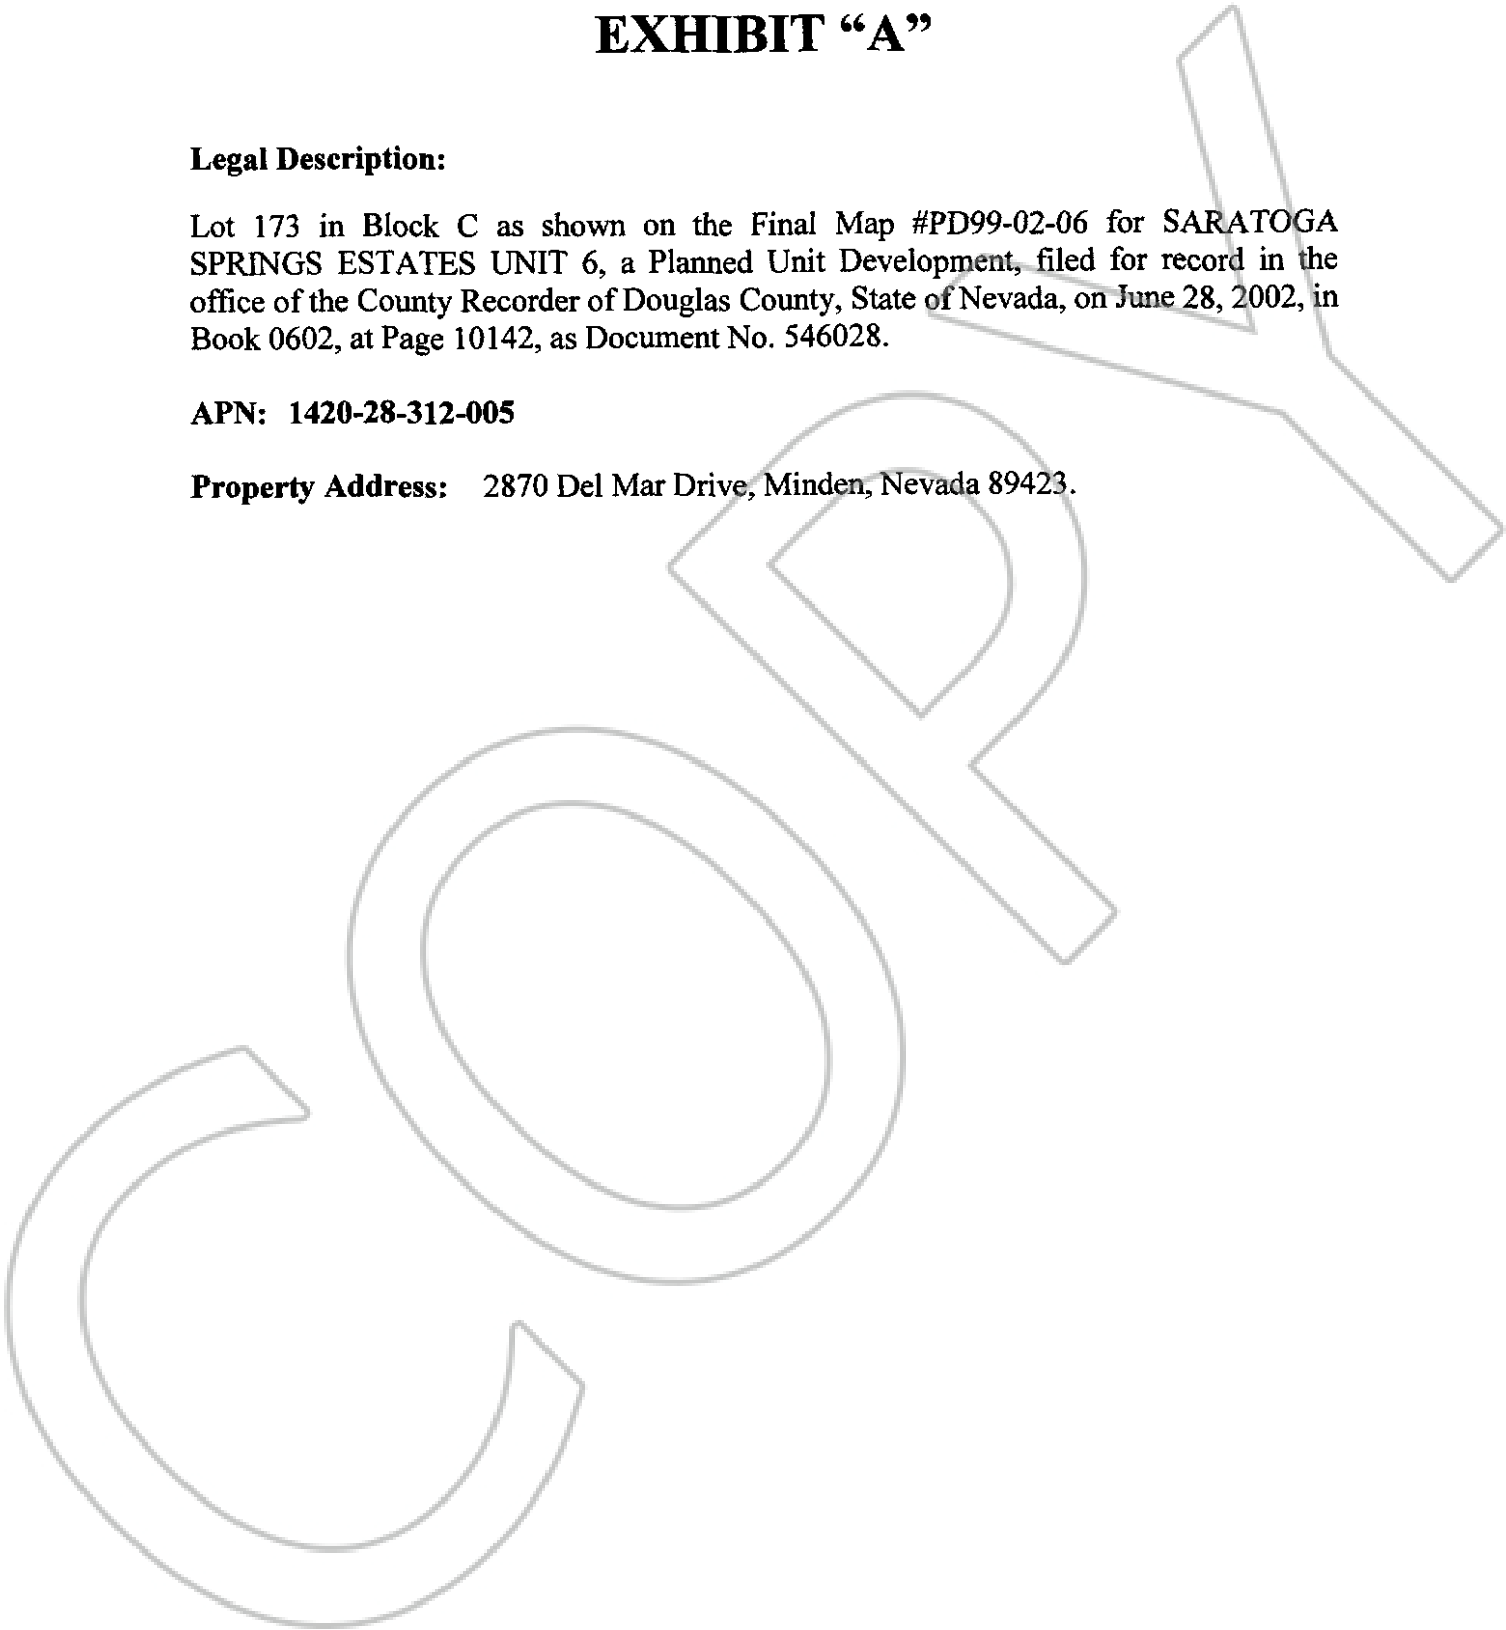 EXHIBIT “A”
Legal Description:
Lot 173 in Block C as shown on the Final Map #PD99-02-06 for SARATOGA
SPRINGS ESTATES UNIT 6, a Planned Unit Development, filed for record in the
office of the County Recorder of Douglas County, State of Nevada, on June 28, 2002, in
Book 0602, at Page 10142, as Document No. 546028.
APN: 1420-28-312-005
Property Address: 2870 Del Mar Drive, Minden, Nevada 89423.
COPY